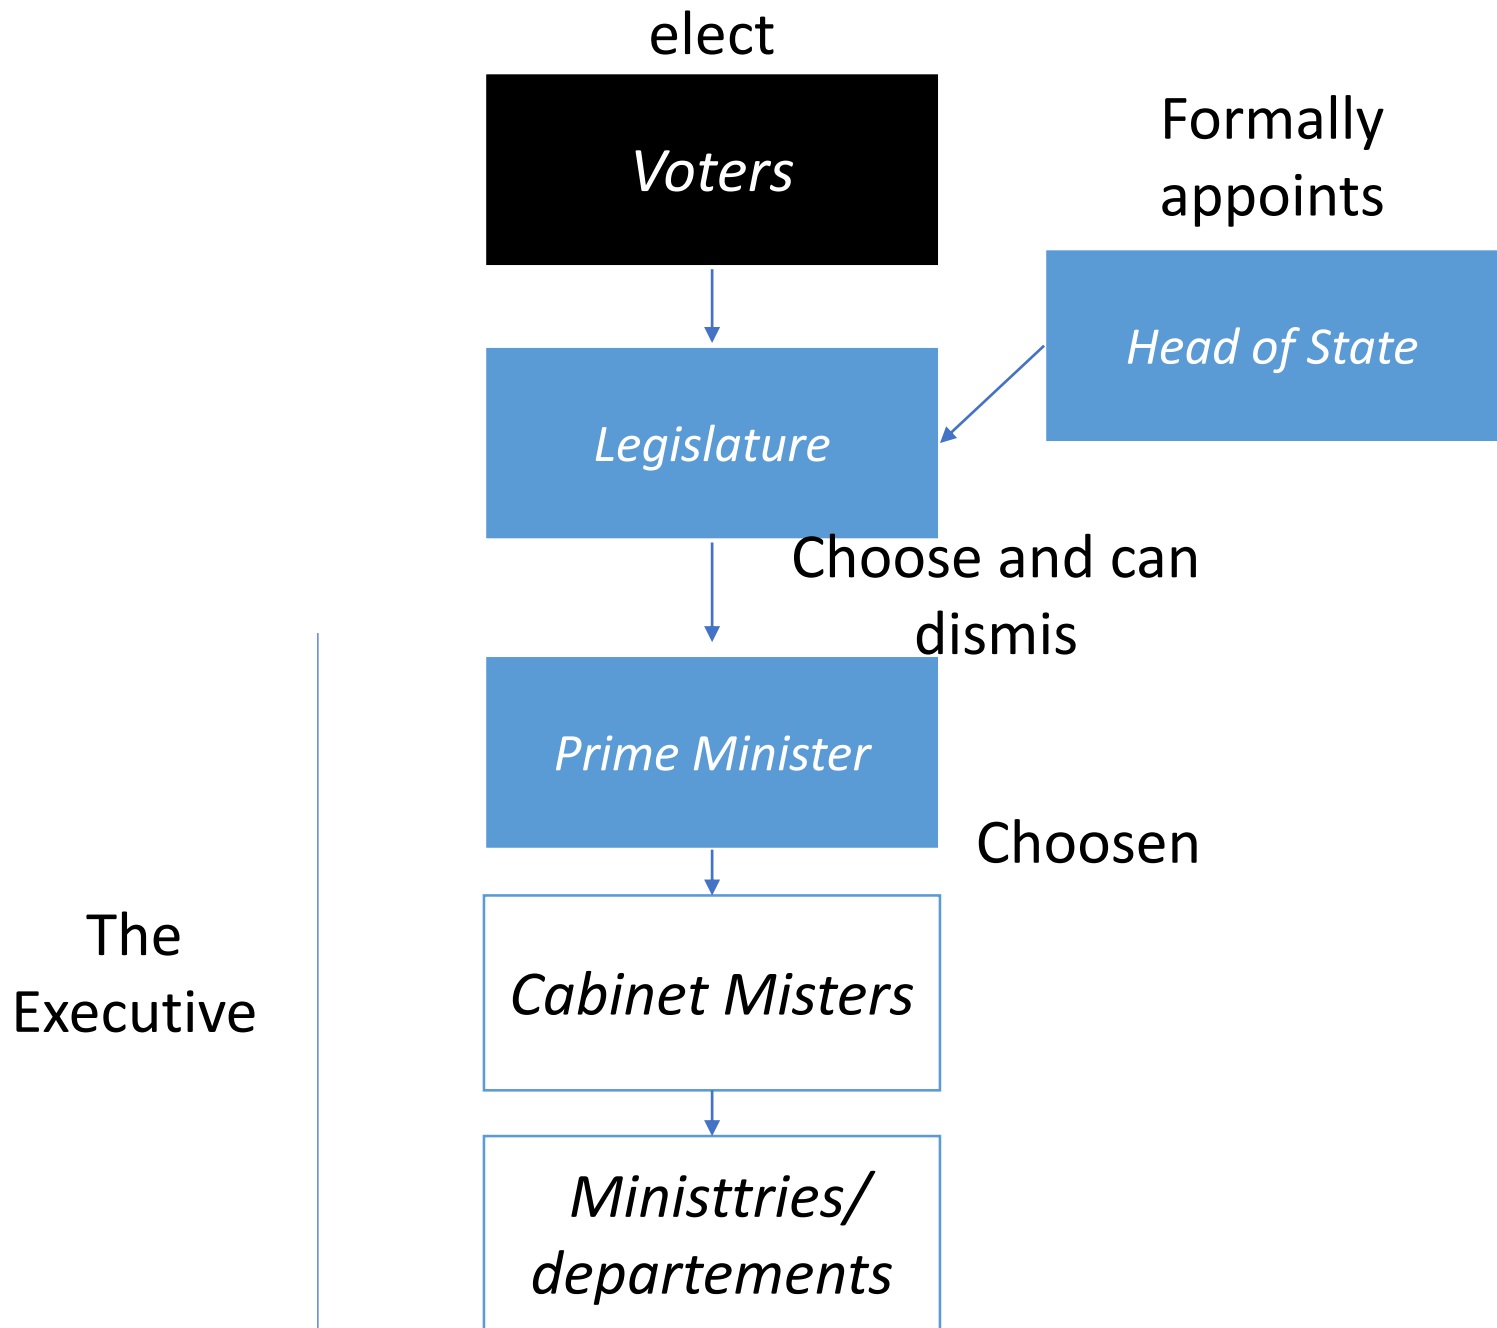 elect
Voters
Formally
appoints
Head of State
Legislature
Choose and can
dismis
Prime Minister
Choosen
The
Executive
Cabinet Misters
Ministtries/
departements